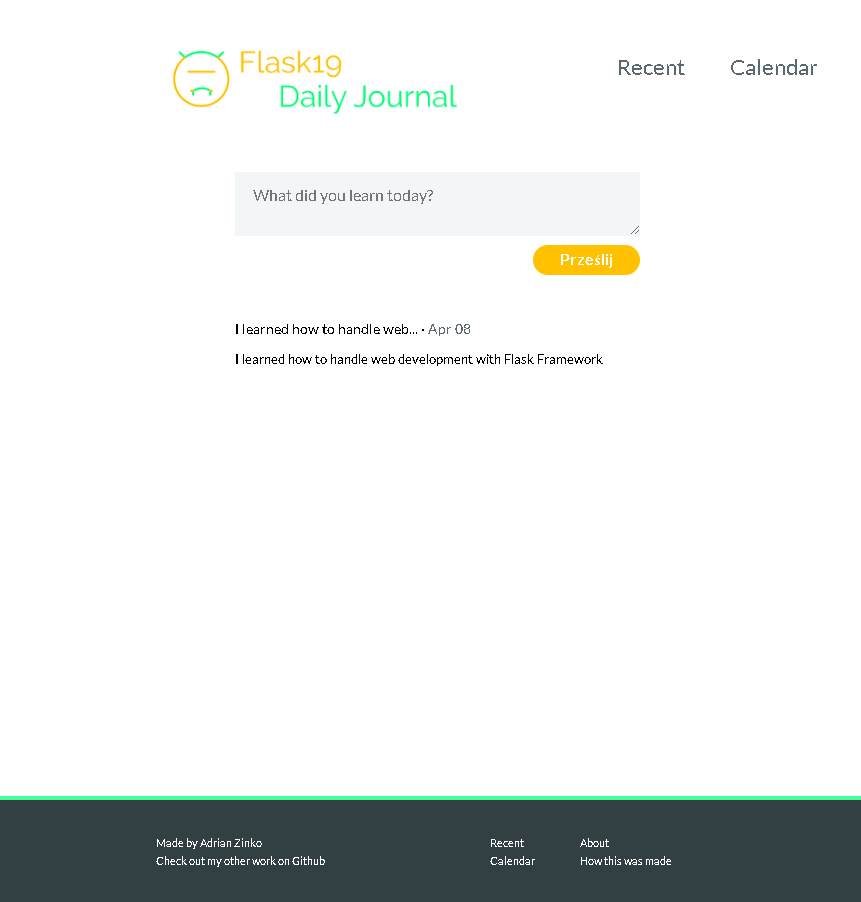 Flask19
Daily Journal
Recent
Calendar
What did you learn today?
Prześlij
I learned how to handle web... · Apr 08
I learned how to handle web development with Flask Framework
Made by Adrian Zinko
Check out my other work on Github
Recent
Calendar
About
How this was made